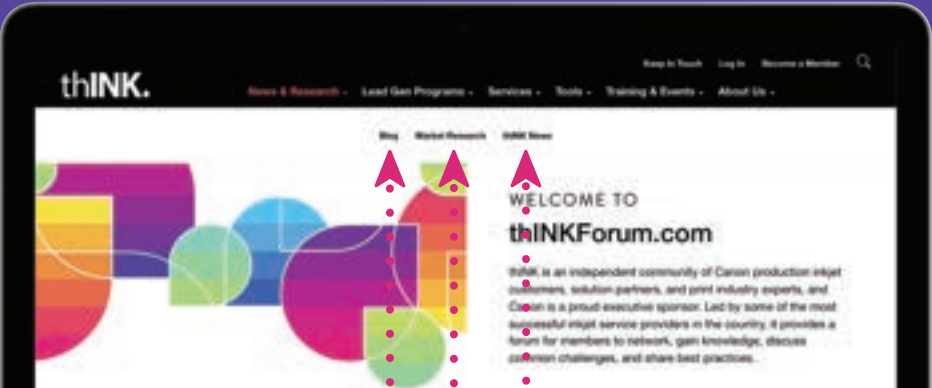 Keep In Touch Log In Become a Member
thINK.
News & Research Lead Gen Programs Services Tools Training & Events About Us
Blog Market Research thINK News
WELCOME TO
thINKForum.com
thINK is an independent community of Canon production inkjet
customers, solution partners, and print industry experts, and
Canon is a proud executive sponsor. Led by some of the most
successful inkjet service providers in the country, it provides a
forum for members to network, gain knowledge, discuss
common challenges, and share best practices.